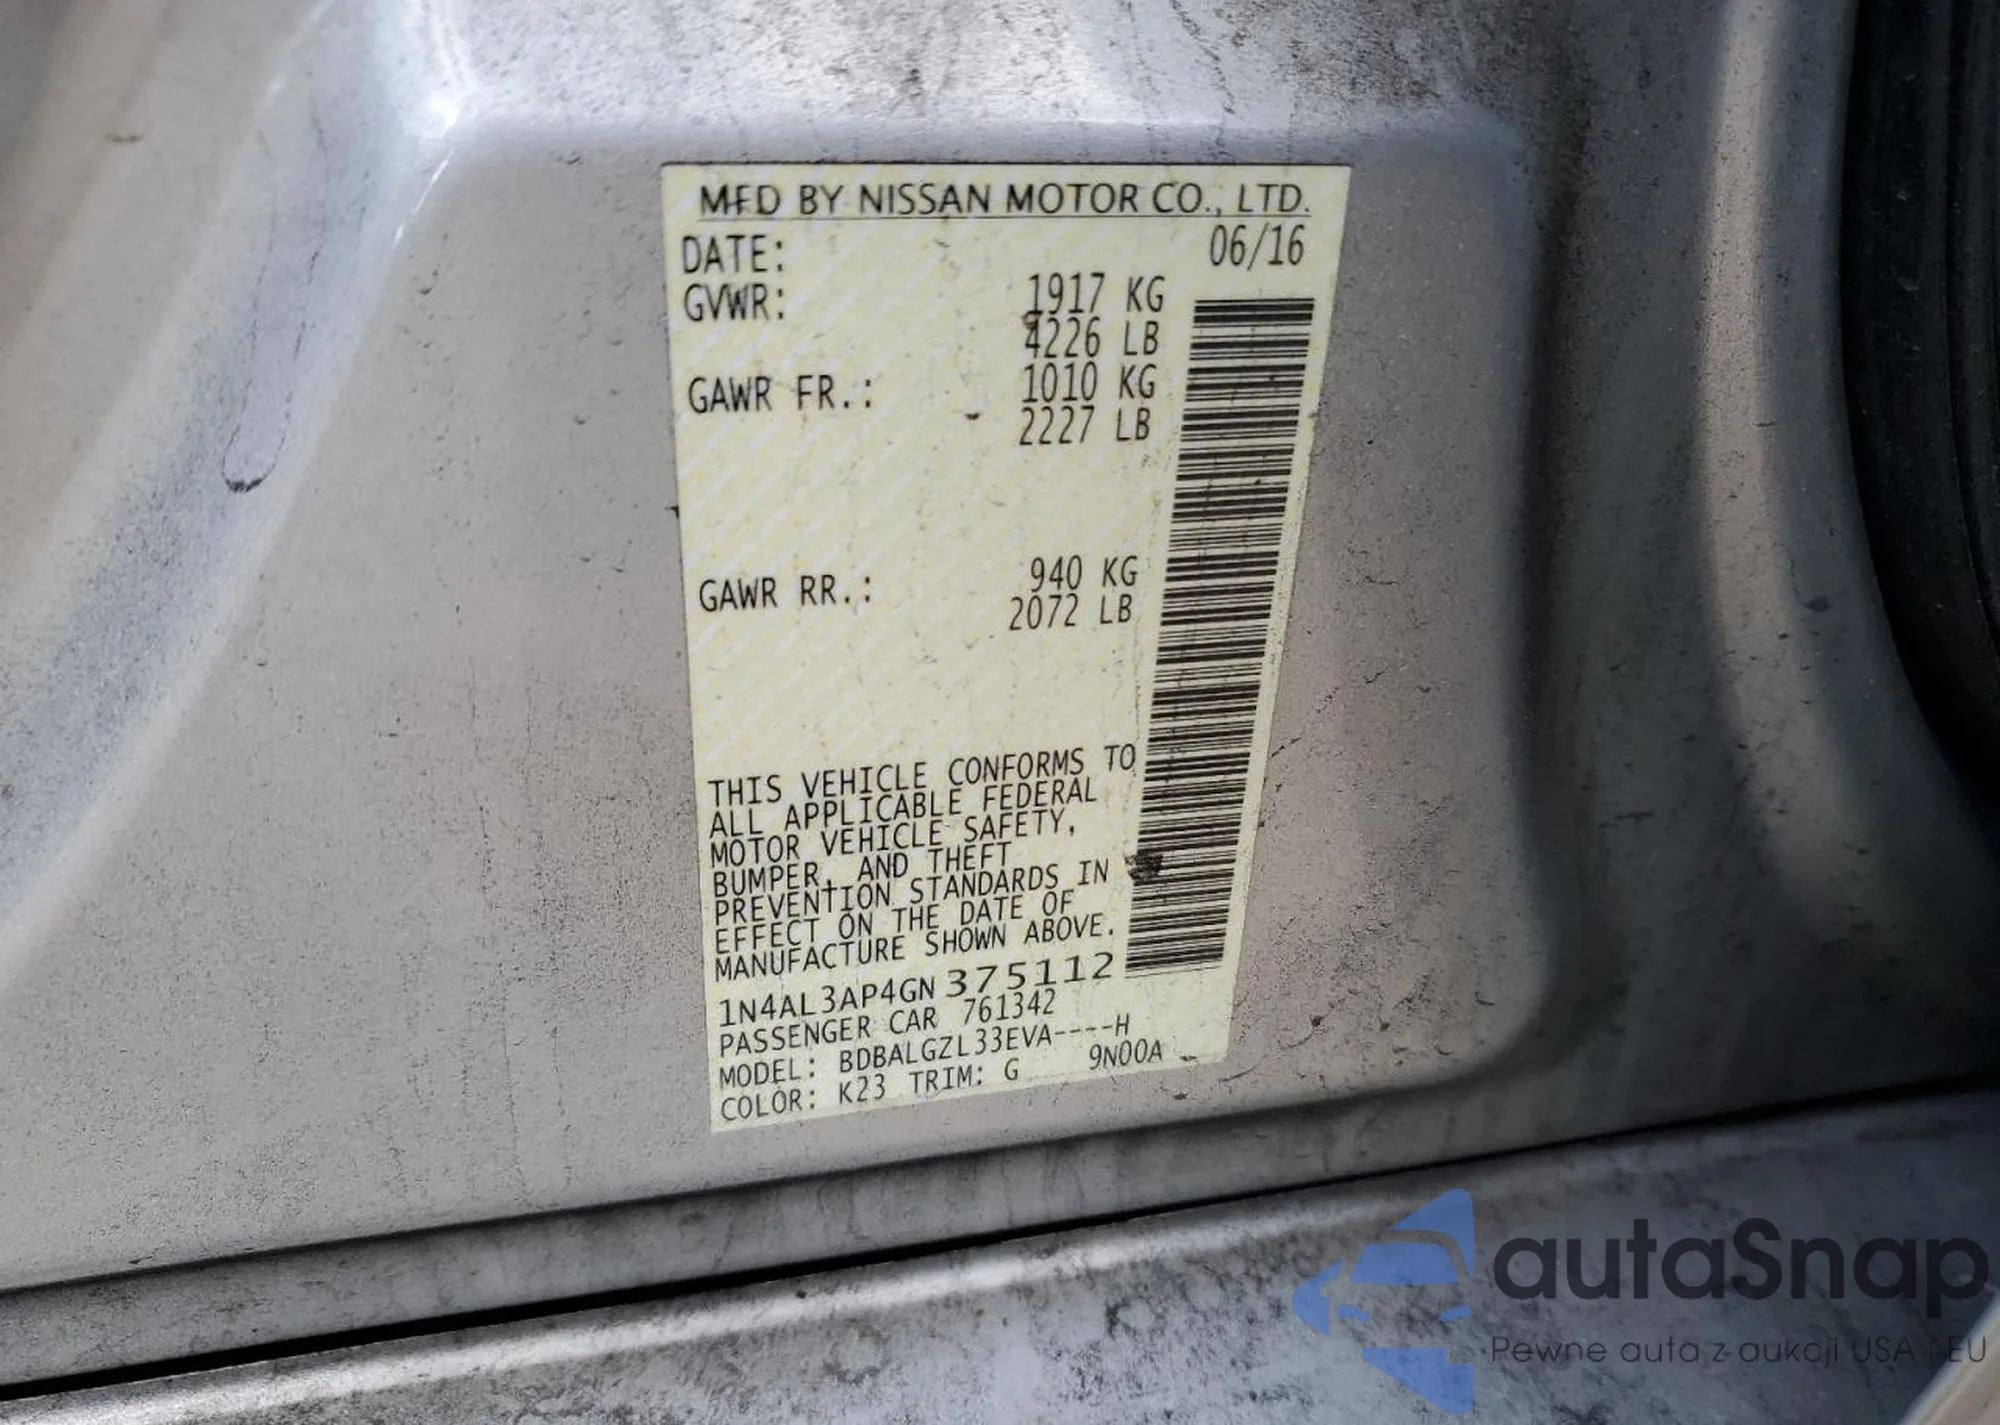 MFD BY NISSAN MOTOR CO., LTD.
DATE: 06/16
GVWR: 1917 KG
4226 LB
GAWR FR.: 1010 KG
2227 LB
GAWR RR.: 940 KG
2072 LB
THIS VEHICLE CONFORMS TO
ALL APPLICABLE FEDERAL
MOTOR VEHICLE SAFETY,
BUMPER, AND THEFT
PREVENTION STANDARDS IN
EFFECT ON THE DATE OF
MANUFACTURE SHOWN ABOVE.
1N4AL3AP4GN 375112
PASSENGER CAR 761342
MODEL: BDBALGZL33EVA----H
COLOR: K23 TRIM: G 9N00A
autaSnap
Pewne auta z aukcji USA i EU